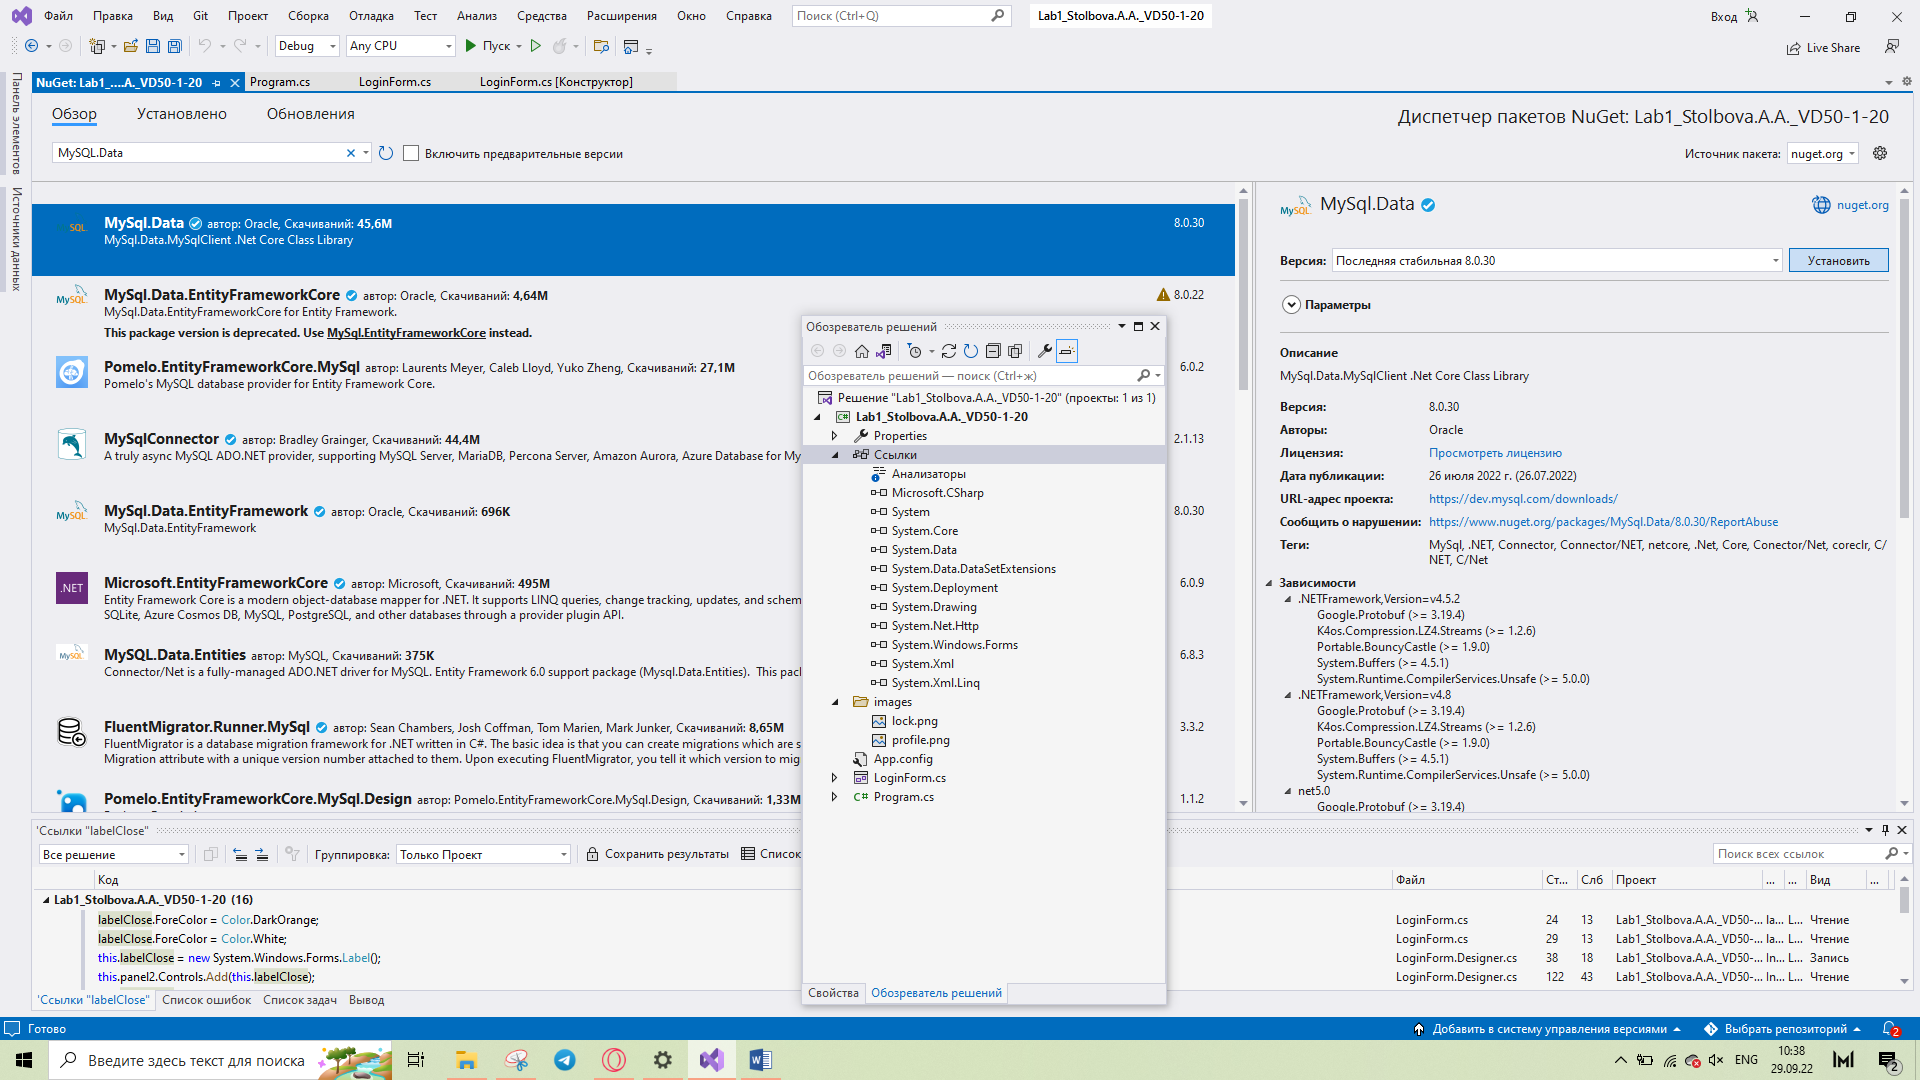 Файл Правка Вид Git Проект Сборка Отладка Тест Анализ Средства Расширения Окно Справка Поиск (Ctrl+Q) Lab1_Stolbova.A.A._VD50-1-20 Вход
Debug Any CPU Пуск Live Share
NuGet: Lab1_....A._VD50-1-20 Program.cs LoginForm.cs LoginForm.cs [Конструктор]
Панель элементов
Источники данных
Обзор Установлено Обновления
Диспетчер пакетов NuGet: Lab1_Stolbova.A.A._VD50-1-20
MySQL.Data Включить предварительные версии
Источник пакета: nuget.org
MySql.Data автор: Oracle, Скачиваний: 45,6M 8.0.30
MySql.Data.MySqlClient .Net Core Class Library
MySql.Data.EntityFrameworkCore автор: Oracle, Скачиваний: 4,64M 8.0.22
MySql.Data.EntityFrameworkCore for Entity Framework.
This package version is deprecated. Use MySql.EntityFrameworkCore instead.
Pomelo.EntityFrameworkCore.MySql автор: Laurents Meyer, Caleb Lloyd, Yuko Zheng, Скачиваний: 27,1M 6.0.2
Pomelo's MySQL database provider for Entity Framework Core.
MySqlConnector автор: Bradley Grainger, Скачиваний: 44,4M 2.1.13
A truly async MySQL ADO.NET provider, supporting MySQL Server, MariaDB, Percona Server, Amazon Aurora, Azure Database for My
MySql.Data.EntityFramework автор: Oracle, Скачиваний: 696K 8.0.30
MySql.Data.EntityFramework
.NET
Microsoft.EntityFrameworkCore автор: Microsoft, Скачиваний: 495M 6.0.9
Entity Framework Core is a modern object-database mapper for .NET. It supports LINQ queries, change tracking, updates, and schem
SQLite, Azure Cosmos DB, MySQL, PostgreSQL, and other databases through a provider plugin API.
MySQL.Data.Entities автор: MySQL, Скачиваний: 375K 6.8.3
Connector/Net is a fully-managed ADO.NET driver for MySQL. Entity Framework 6.0 support package (Mysql.Data.Entities). This pack
FluentMigrator.Runner.MySql автор: Sean Chambers, Josh Coffman, Tom Marien, Mark Junker, Скачиваний: 8,65M 3.3.2
FluentMigrator is a database migration framework for .NET written in C#. The basic idea is that you can create migrations which are s
Migration attribute with a unique version number attached to them. Upon executing FluentMigrator, you tell it which version to mig
Pomelo.EntityFrameworkCore.MySql.Design автор: Pomelo.EntityFrameworkCore.MySql.Design, Скачиваний: 1,33M 1.1.2
Обозреватель решений
Обозреватель решений — поиск (Ctrl+ж)
Решение "Lab1_Stolbova.A.A._VD50-1-20" (проекты: 1 из 1)
Lab1_Stolbova.A.A._VD50-1-20
Properties
Ссылки
Анализаторы
Microsoft.CSharp
System
System.Core
System.Data
System.Data.DataSetExtensions
System.Deployment
System.Drawing
System.Net.Http
System.Windows.Forms
System.Xml
System.Xml.Linq
images
lock.png
profile.png
App.config
LoginForm.cs
C# Program.cs
Свойства Обозреватель решений
MySql.Data nuget.org
Версия: Последняя стабильная 8.0.30 Установить
Параметры
Описание
MySql.Data.MySqlClient .Net Core Class Library
Версия: 8.0.30
Авторы: Oracle
Лицензия: Просмотреть лицензию
Дата публикации: 26 июля 2022 г. (26.07.2022)
URL-адрес проекта: https://dev.mysql.com/downloads/
Сообщить о нарушении: https://www.nuget.org/packages/MySql.Data/8.0.30/ReportAbuse
Теги: MySql, .NET, Connector, Connector/NET, netcore, .Net, Core, Conector/Net, coreclr, C/
NET, C/Net
Зависимости
.NETFramework,Version=v4.5.2
Google.Protobuf (>= 3.19.4)
K4os.Compression.LZ4.Streams (>= 1.2.6)
Portable.BouncyCastle (>= 1.9.0)
System.Buffers (>= 4.5.1)
System.Runtime.CompilerServices.Unsafe (>= 5.0.0)
.NETFramework,Version=v4.8
Google.Protobuf (>= 3.19.4)
K4os.Compression.LZ4.Streams (>= 1.2.6)
Portable.BouncyCastle (>= 1.9.0)
System.Buffers (>= 4.5.1)
System.Runtime.CompilerServices.Unsafe (>= 5.0.0)
net5.0
Google.Protobuf (>= 3.19.4)
'Ссылки "labelClose"
Все решение Группировка: Только Проект Сохранить результаты Список Поиск всех ссылок
Код Файл Ст... Слб Проект ... ... Вид ...
Lab1_Stolbova.A.A._VD50-1-20 (16)
labelClose.ForeColor = Color.DarkOrange; LoginForm.cs 24 13 Lab1_Stolbova.A.A._VD50-... la... L... Чтение
labelClose.ForeColor = Color.White; LoginForm.cs 29 13 Lab1_Stolbova.A.A._VD50-... la... L... Чтение
this.labelClose = new System.Windows.Forms.Label(); LoginForm.Designer.cs 38 18 Lab1_Stolbova.A.A._VD50-... In... L... Запись
this.panel2.Controls.Add(this.labelClose); LoginForm.Designer.cs 122 43 Lab1_Stolbova.A.A._VD50-... In... L... Чтение
'Ссылки "labelClose" Список ошибок Список задач Вывод
Готово Добавить в систему управления версиями Выбрать репозиторий 2
Введите здесь текст для поиска ENG 10:38
29.09.22 2